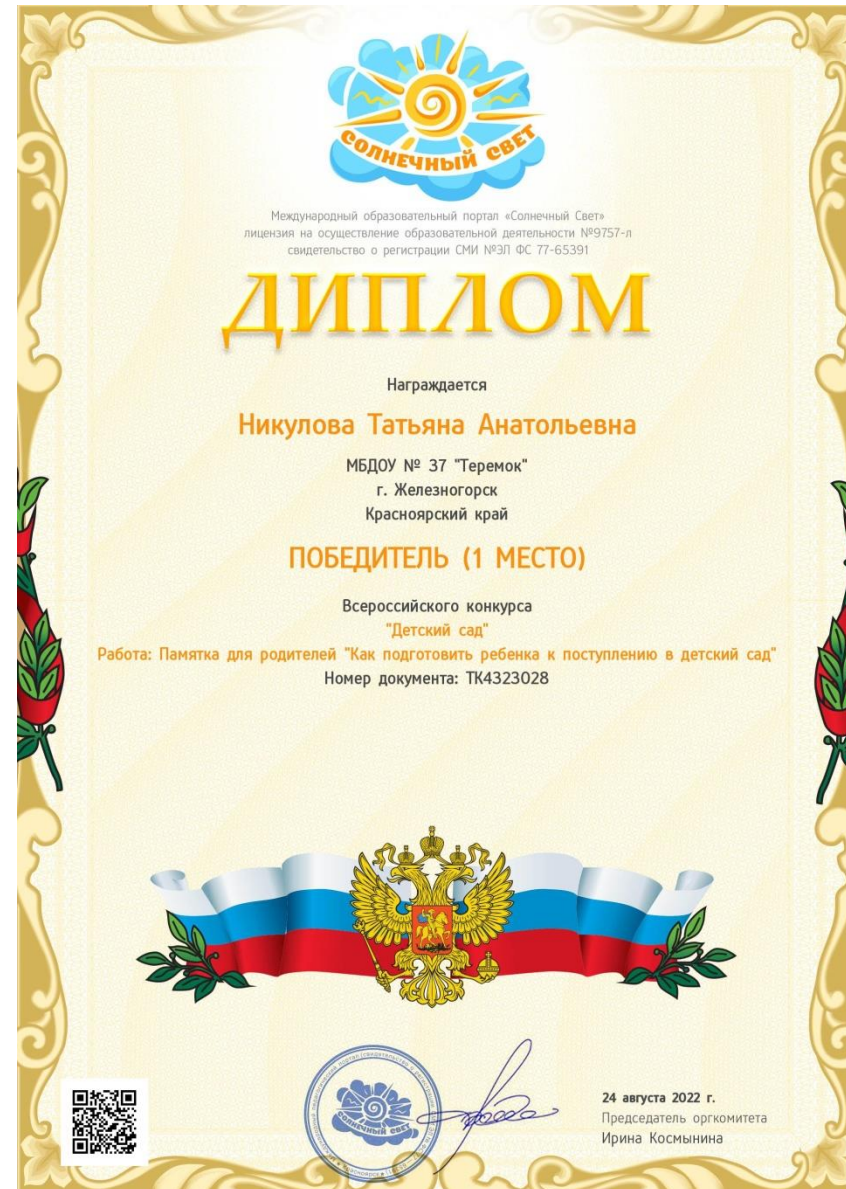 СОЛНЕЧНЫЙ СВЕТ
Международный образовательный портал «Солнечный Свет»
лицензия на осуществление образовательной деятельности №9757-л
свидетельство о регистрации СМИ №ЭЛ ФС 77-65391
ДИПЛОМ
Награждается
Никулова Татьяна Анатольевна
МБДОУ № 37 "Теремок"
г. Железногорск
Красноярский край
ПОБЕДИТЕЛЬ (1 МЕСТО)
Всероссийского конкурса
"Детский сад"
Работа: Памятка для родителей "Как подготовить ребенка к поступлению в детский сад"
Номер документа: ТК4323028
СОЛНЕЧНЫЙ СВЕТ
24 августа 2022 г.
Председатель оргкомитета
Ирина Космынина